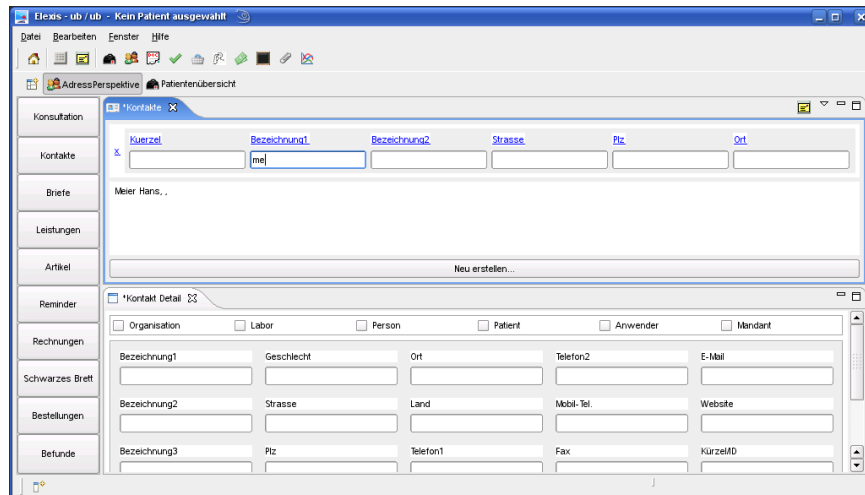 Elexis - ub / ub - Kein Patient ausgewählt
Datei Bearbeiten Fenster Hilfe
AdressPerspektive Patientenübersicht
Konsultation
Kontakte
Briefe
Leistungen
Artikel
Reminder
Rechnungen
Schwarzes Brett
Bestellungen
Befunde
*Kontakte
Kuerzel Bezeichnung1 Bezeichnung2 Strasse Plz Ort
x
me
Meier Hans, ,
Neu erstellen...
*Kontakt Detail
Organisation Labor Person Patient Anwender Mandant
Bezeichnung1 Geschlecht Ort Telefon2 E-Mail
Bezeichnung2 Strasse Land Mobil-Tel. Website
Bezeichnung3 Plz Telefon1 Fax Kürzel/ID